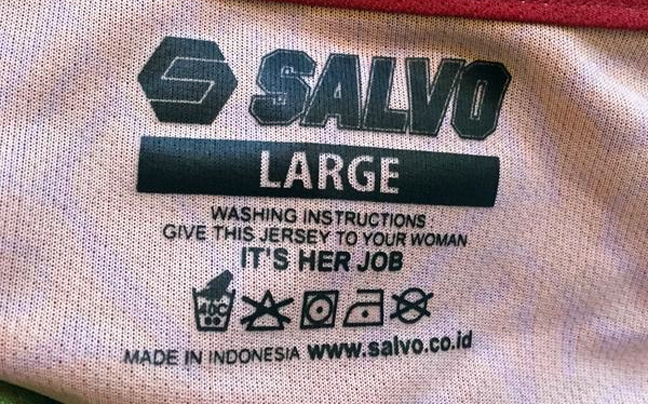 SALVO
LARGE
WASHING INSTRUCTIONS
GIVE THIS JERSEY TO YOUR WOMAN
IT'S HER JOB
40C
MADE IN INDONESIA www.salvo.co.id